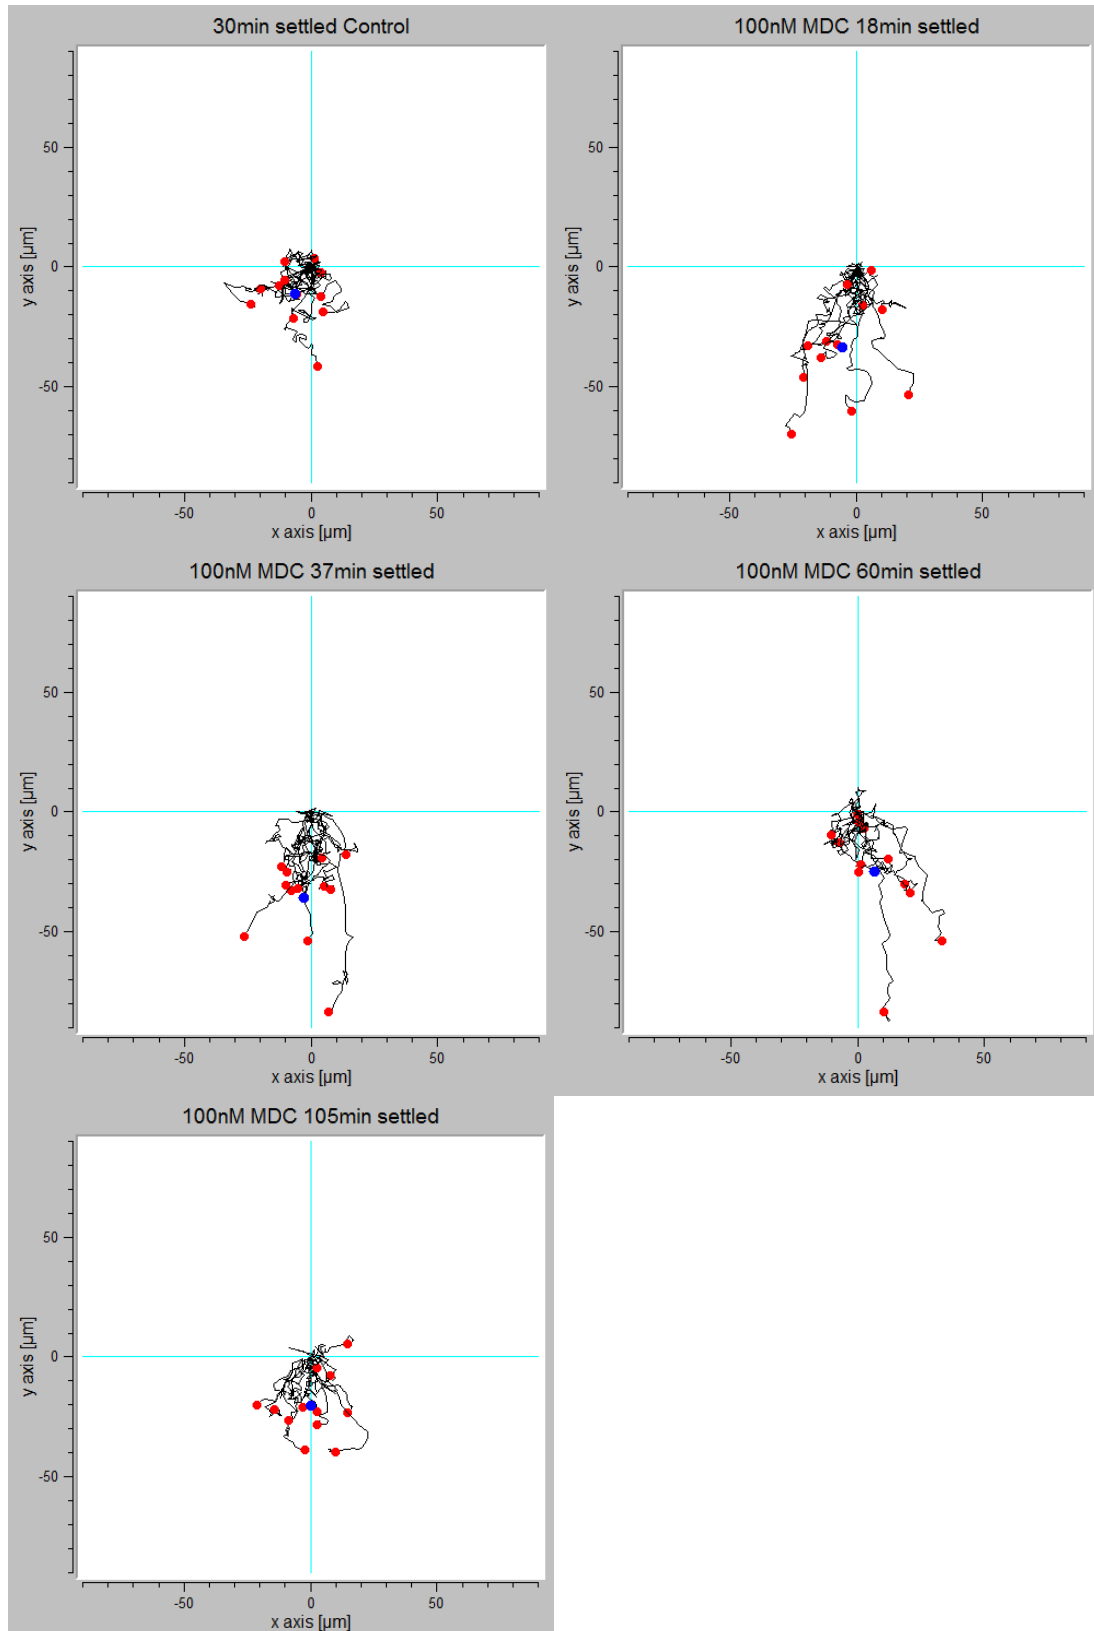 30min settled Control
100nM MDC 18min settled
y axis [µm]
50
0
-50
-50
0
50
x axis [µm]
y axis [µm]
50
0
-50
-50
0
50
x axis [µm]
100nM MDC 37min settled
100nM MDC 60min settled
y axis [µm]
50
0
-50
-50
0
50
x axis [µm]
y axis [µm]
50
0
-50
-50
0
50
x axis [µm]
100nM MDC 105min settled
y axis [µm]
50
0
-50
-50
0
50
x axis [µm]